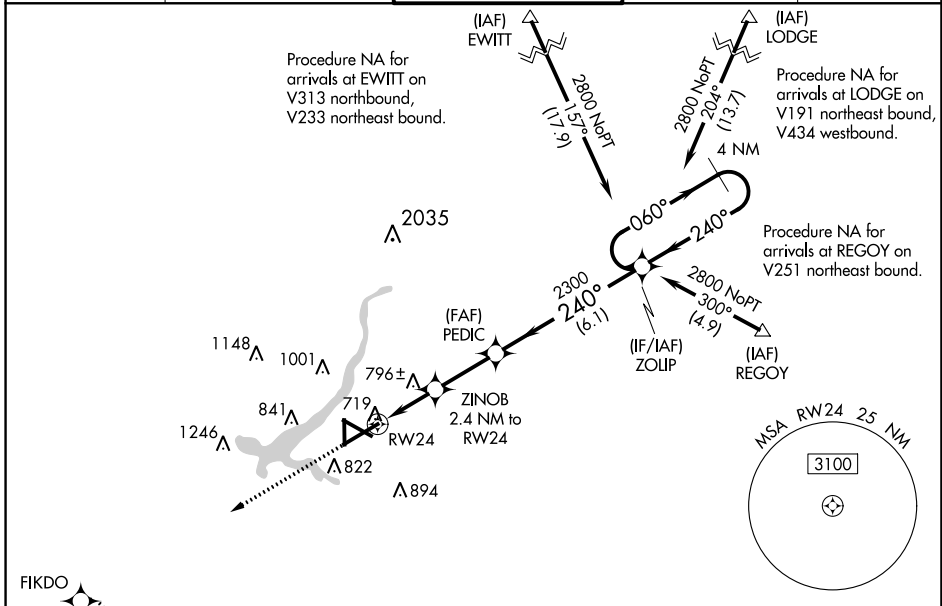 (IAF)
EWITT
(IAF)
LODGE
Procedure NA for
arrivals at EWITT on
V313 northbound,
V233 northeast bound.
2800 NoPT
157°
(17.9)
2800 NoPT
204°
(13.7)
Procedure NA for
arrivals at LODGE on
V191 northeast bound,
V434 westbound.
4 NM
060°
240°
2035
Procedure NA for
arrivals at REGOY on
V251 northeast bound.
2300
240°
(6.1)
2800 NoPT
300°
(4.9)
(FAF)
PEDIC
(IF/IAF)
ZOLIP
(IAF)
REGOY
1148
1001
796±
ZINOB
2.4 NM to
RW24
841
719
RW24
1246
822
894
MSA RW24 25 NM
3100
FIKDO